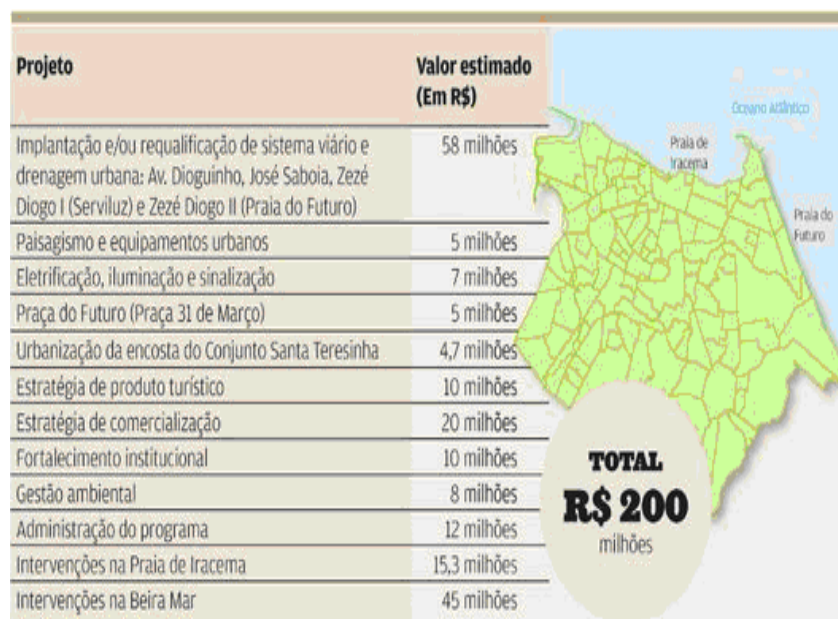 Projeto
Valor estimado
(Em R$)
Implantação e/ou requalificação de sistema viário e
drenagem urbana: Av. Dioguinho, José Saboia, Zezé
Diogo I (Serviluz) e Zezé Diogo II (Praia do Futuro)
58 milhões
Paisagismo e equipamentos urbanos
5 milhões
Eletrificação, iluminação e sinalização
7 milhões
Praça do Futuro (Praça 31 de Março)
5 milhões
Urbanização da encosta do Conjunto Santa Teresinha
4,7 milhões
Estratégia de produto turístico
10 milhões
Estratégia de comercialização
20 milhões
Fortalecimento institucional
10 milhões
Gestão ambiental
8 milhões
Administração do programa
12 milhões
Intervenções na Praia de Iracema
15,3 milhões
Intervenções na Beira Mar
45 milhões
Oceano Atlântico
Praia de
Iracema
Praia do
Futuro
TOTAL
R$ 200
milhões